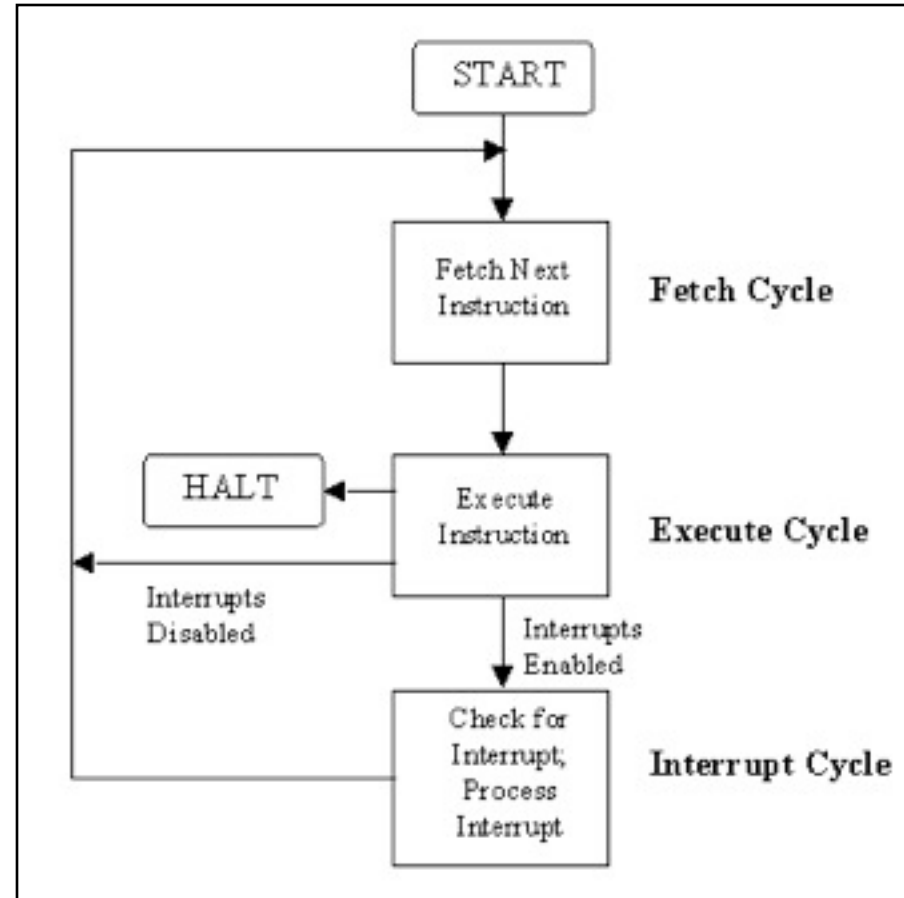 START
Fetch Next
Instruction
Fetch Cycle
HALT
Execute
Instruction
Execute Cycle
Interrupts
Disabled
Interrupts
Enabled
Check for
Interrupt;
Process
Interrupt
Interrupt Cycle